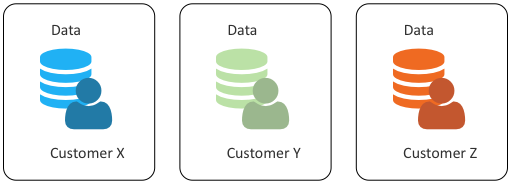 Data
Customer X
Data
Customer Y
Data
Customer Z